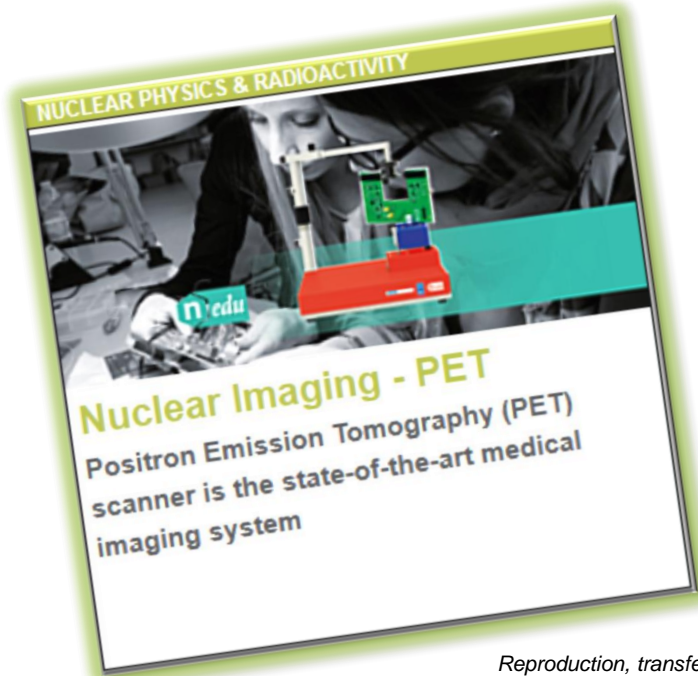 NUCLEAR PHYSICS & RADIOACTIVITY
n edu
Nuclear Imaging - PET
Positron Emission Tomography (PET)
scanner is the state-of-the-art medical
imaging system
Reproduction, transfe